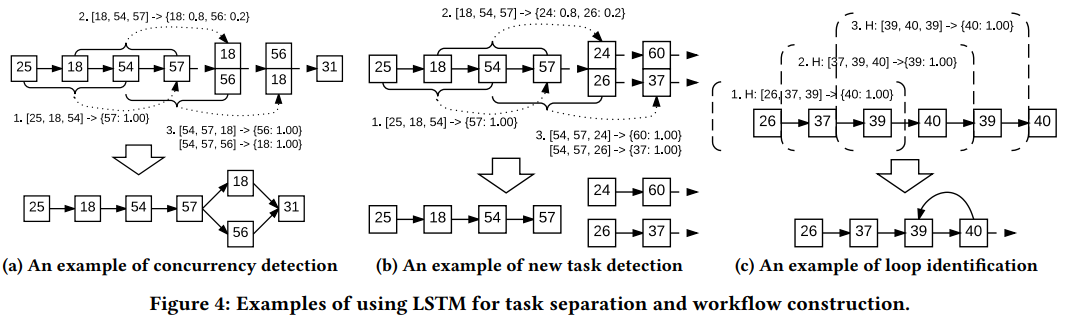 2. [18, 54, 57] -> {18: 0.8, 56: 0.2}
25
18
54
57
18
56
56
18
31
1. [25, 18, 54] -> {57: 1.00}
3. [54, 57, 18] -> {56: 1.00}
[54, 57, 56] -> {18: 1.00}
25
18
54
57
18
56
31
(a) An example of concurrency detection
2. [18, 54, 57] -> {24: 0.8, 26: 0.2}
25
18
54
57
24
26
60
37
1. [25, 18, 54] -> {57: 1.00}
3. [54, 57, 24] -> {60: 1.00}
[54, 57, 26] -> {37: 1.00}
25
18
54
57
24
60
26
37
(b) An example of new task detection
3. H: [39, 40, 39] -> {40: 1.00}
2. H: [37, 39, 40] ->{39: 1.00}
1. H: [26, 37, 39] -> {40: 1.00}
26
37
39
40
39
40
26
37
39
40
(c) An example of loop identification
Figure 4: Examples of using LSTM for task separation and workflow construction.